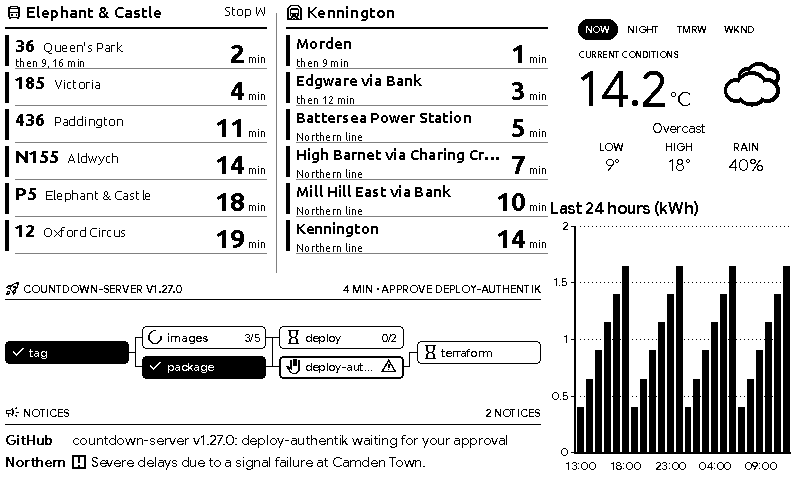 Elephant & Castle Stop W
36 Queen's Park 2 min
then 9, 16 min
185 Victoria 4 min
436 Paddington 11 min
N155 Aldwych 14 min
P5 Elephant & Castle 18 min
12 Oxford Circus 19 min
Kennington
Morden 1 min
then 9 min
Edgware via Bank 3 min
then 12 min
Battersea Power Station 5 min
Northern line
High Barnet via Charing Cr... 7 min
Northern line
Mill Hill East via Bank 10 min
Northern line
Kennington 14 min
Northern line
NOW NIGHT TMRW WKND
CURRENT CONDITIONS
14.2°C
Overcast
LOW HIGH RAIN
9° 18° 40%
Last 24 hours (kWh)
2
1.5
1
0.5
0
13:00 18:00 23:00 04:00 09:00
COUNTDOWN-SERVER V1.27.0 4 MIN · APPROVE DEPLOY-AUTHENTIK
images 3/5 deploy 0/2
tag terraform
package deploy-aut...
NOTICES 2 NOTICES
GitHub countdown-server v1.27.0: deploy-authentik waiting for your approval
Northern Severe delays due to a signal failure at Camden Town.